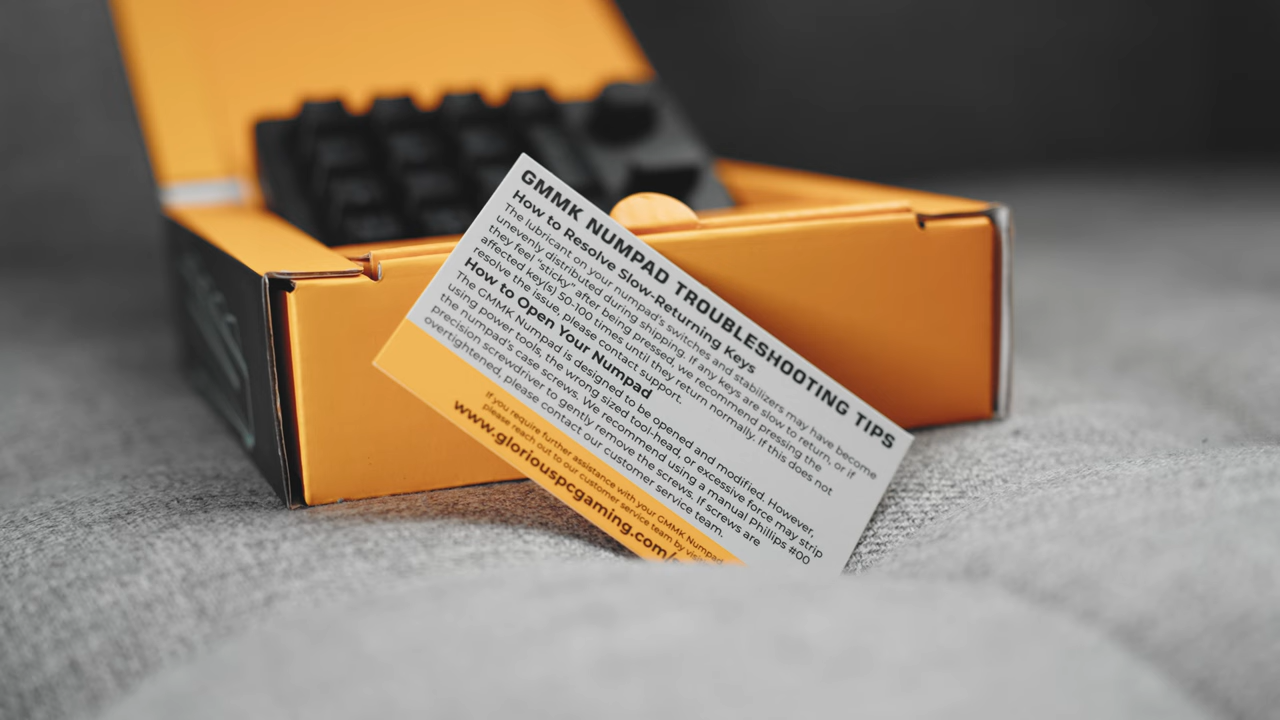 GMMK NUMPAD TROUBLESHOOTING TIPS
How to Resolve Slow-Returning Keys
The lubricant on your numpad's switches and stabilizers may have become
unevenly distributed during shipping. If any keys are slow to return, or if
they feel "sticky" after being pressed, we recommend pressing the
affected key(s) 50-100 times until they return normally. If this does not
resolve the issue, please contact support.
How to Open Your Numpad
The GMMK Numpad is designed to be opened and modified. However,
using power tools, the wrong sized tool-head, or excessive force may strip
the numpad's case screws. We recommend using a manual Phillips #00
precision screwdriver to gently remove the screws. If screws are
overtightened, please contact our customer service team.
If you require further assistance with your GMMK Numpad
please reach out to our customer service team by
www.gloriouspcgaming.com/